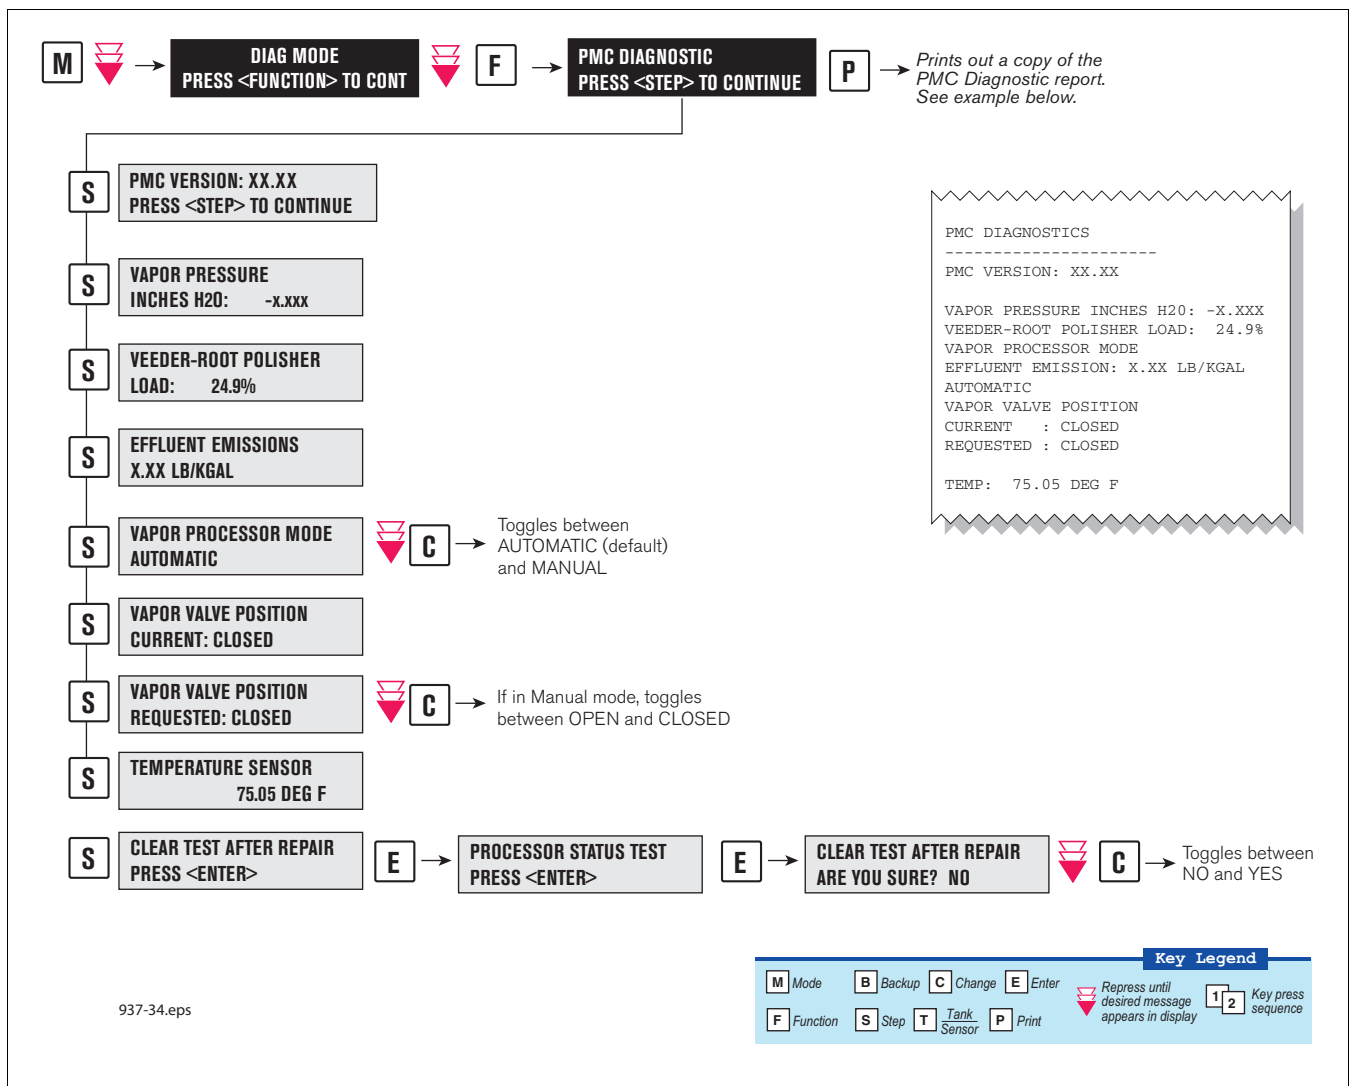 M
DIAG MODE
PRESS <FUNCTION> TO CONT
F
PMC DIAGNOSTIC
PRESS <STEP> TO CONTINUE
P
Prints out a copy of the
PMC Diagnostic report.
See example below.
S
PMC VERSION: XX.XX
PRESS <STEP> TO CONTINUE
S
VAPOR PRESSURE
INCHES H20: -X.XXX
S
VEEDER-ROOT POLISHER
LOAD: 24.9%
S
EFFLUENT EMISSIONS
X.XX LB/KGAL
S
VAPOR PROCESSOR MODE
AUTOMATIC
C
Toggles between
AUTOMATIC (default)
and MANUAL
S
VAPOR VALVE POSITION
CURRENT: CLOSED
S
VAPOR VALVE POSITION
REQUESTED: CLOSED
C
If in Manual mode, toggles
between OPEN and CLOSED
S
TEMPERATURE SENSOR
75.05 DEG F
S
CLEAR TEST AFTER REPAIR
PRESS <ENTER>
E
PROCESSOR STATUS TEST
PRESS <ENTER>
E
CLEAR TEST AFTER REPAIR
ARE YOU SURE? NO
C
Toggles between
NO and YES
PMC DIAGNOSTICS
----------------------
PMC VERSION: XX.XX
VAPOR PRESSURE INCHES H20: -X.XXX
VEEDER-ROOT POLISHER LOAD: 24.9%
VAPOR PROCESSOR MODE
EFFLUENT EMISSION: X.XX LB/KGAL
AUTOMATIC
VAPOR VALVE POSITION
CURRENT : CLOSED
REQUESTED : CLOSED
TEMP: 75.05 DEG F
937-34.eps
Key Legend
M Mode
B Backup
C Change
E Enter
F Function
S Step
T Tank
Sensor
P Print
Repress until
desired message
appears in display
1 2 Key press
sequence